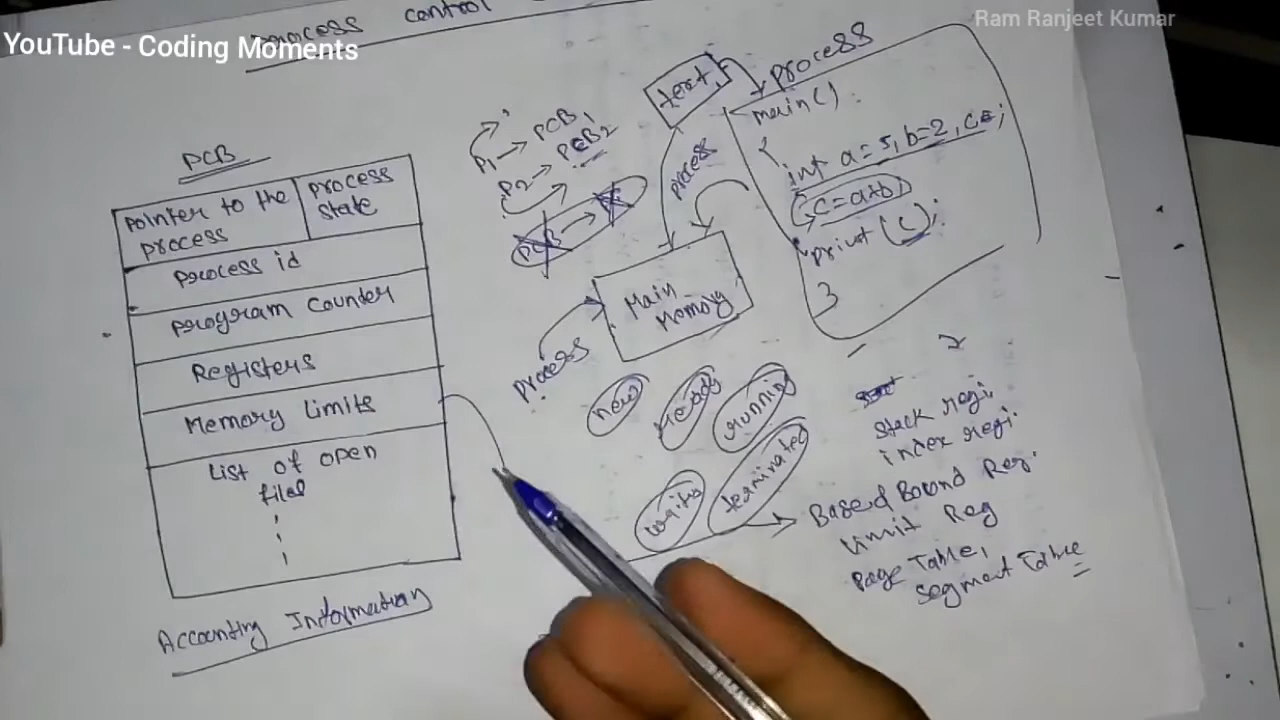 process control
YouTube - Coding Moments
Ram Ranjeet Kumar
PCB
Pointer to the
process
process
state
process id
program counter
Registers
Memory Limits
List of open
files
Accounting Information
P1 → PCB1
P2 → PCB2
PCB →
text
process
main()
{
int a = 5, b=2, c;
c = a+b;
print (c);
}
process
Main
Memory
process
new
ready
running
waiting
terminated
stack regi,
index regi.
Base & Bound Reg.
limit Reg
Page Table,
segment Table